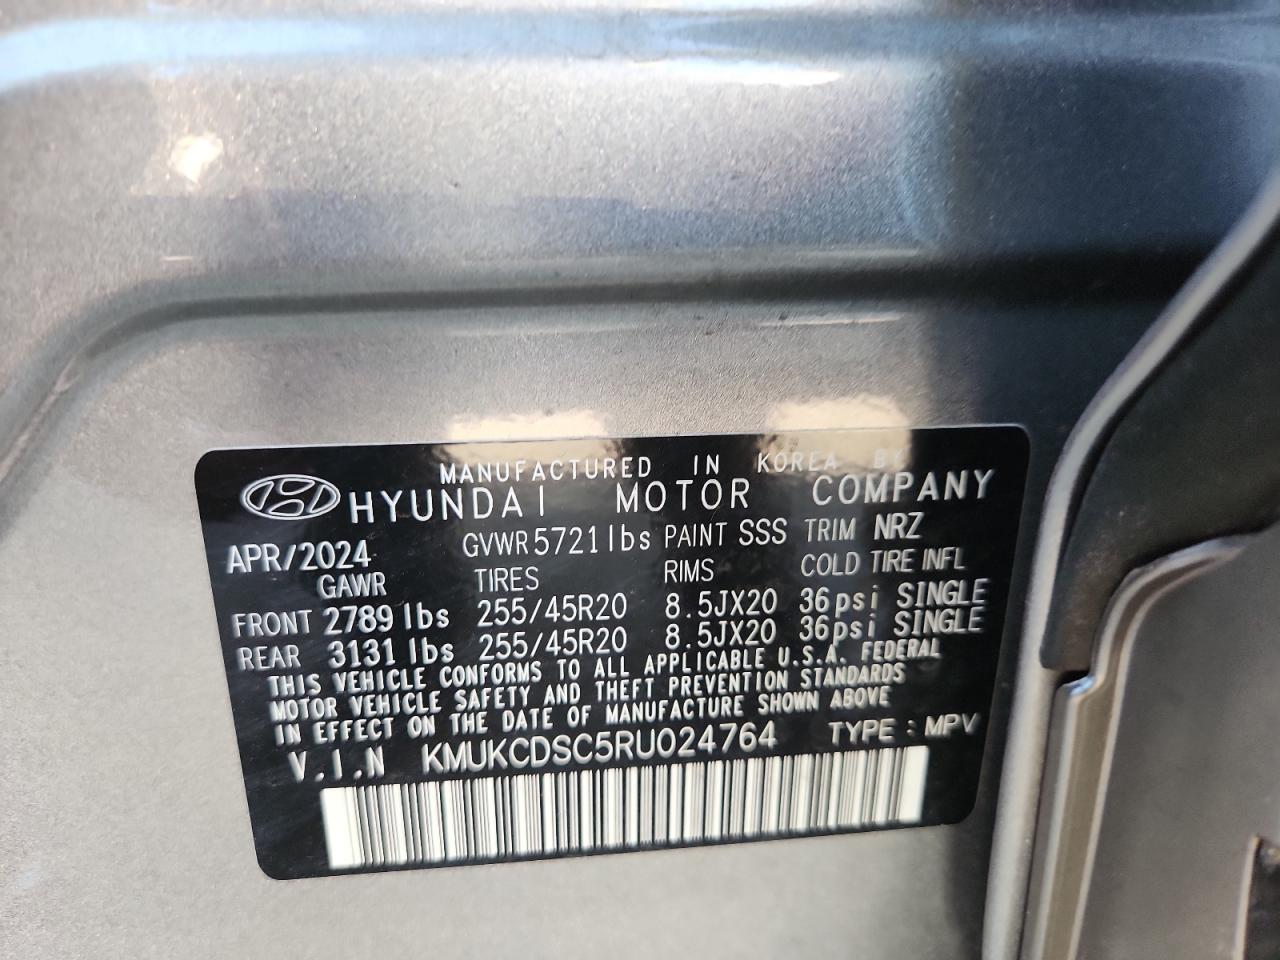 MANUFACTURED IN KOREA BY
HYUNDAI MOTOR COMPANY
APR/2024 GVWR 5721 lbs PAINT SSS TRIM NRZ
GAWR TIRES RIMS COLD TIRE INFL
FRONT 2789 lbs 255/45R20 8.5JX20 36psi SINGLE
REAR 3131 lbs 255/45R20 8.5JX20 36psi SINGLE
THIS VEHICLE CONFORMS TO ALL APPLICABLE U.S.A. FEDERAL
MOTOR VEHICLE SAFETY AND THEFT PREVENTION STANDARDS
IN EFFECT ON THE DATE OF MANUFACTURE SHOWN ABOVE
V.I.N KMUKCDSC5RU024764 TYPE : MPV